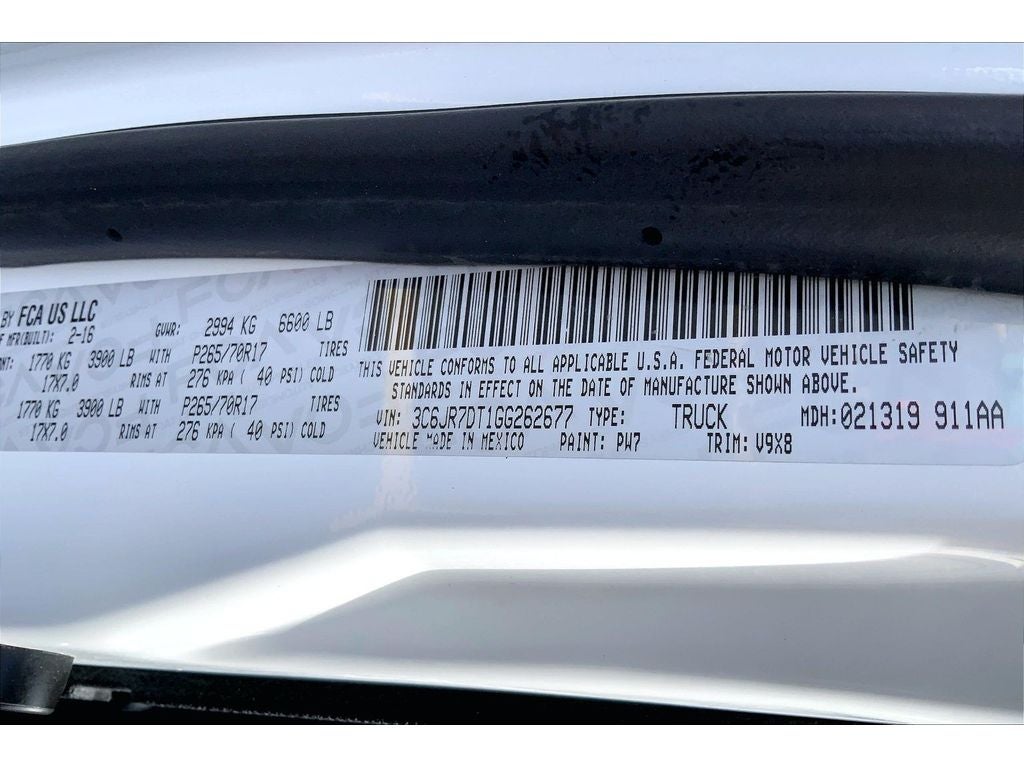 BY FCA US LLC
OF MFR(BUILT): 2-16 GVWR: 2994 KG 6600 LB
1770 KG 3900 LB WITH P265/70R17 TIRES
17X7.0 RIMS AT 276 KPA ( 40 PSI) COLD
1770 KG 3900 LB WITH P265/70R17 TIRES
17X7.0 RIMS AT 276 KPA ( 40 PSI) COLD
THIS VEHICLE CONFORMS TO ALL APPLICABLE U.S.A. FEDERAL MOTOR VEHICLE SAFETY
STANDARDS IN EFFECT ON THE DATE OF MANUFACTURE SHOWN ABOVE.
VIN: 3C6JR7DT1GG262677 TYPE: TRUCK MDH:021319 911AA
VEHICLE MADE IN MEXICO PAINT: PW7 TRIM: V9X8